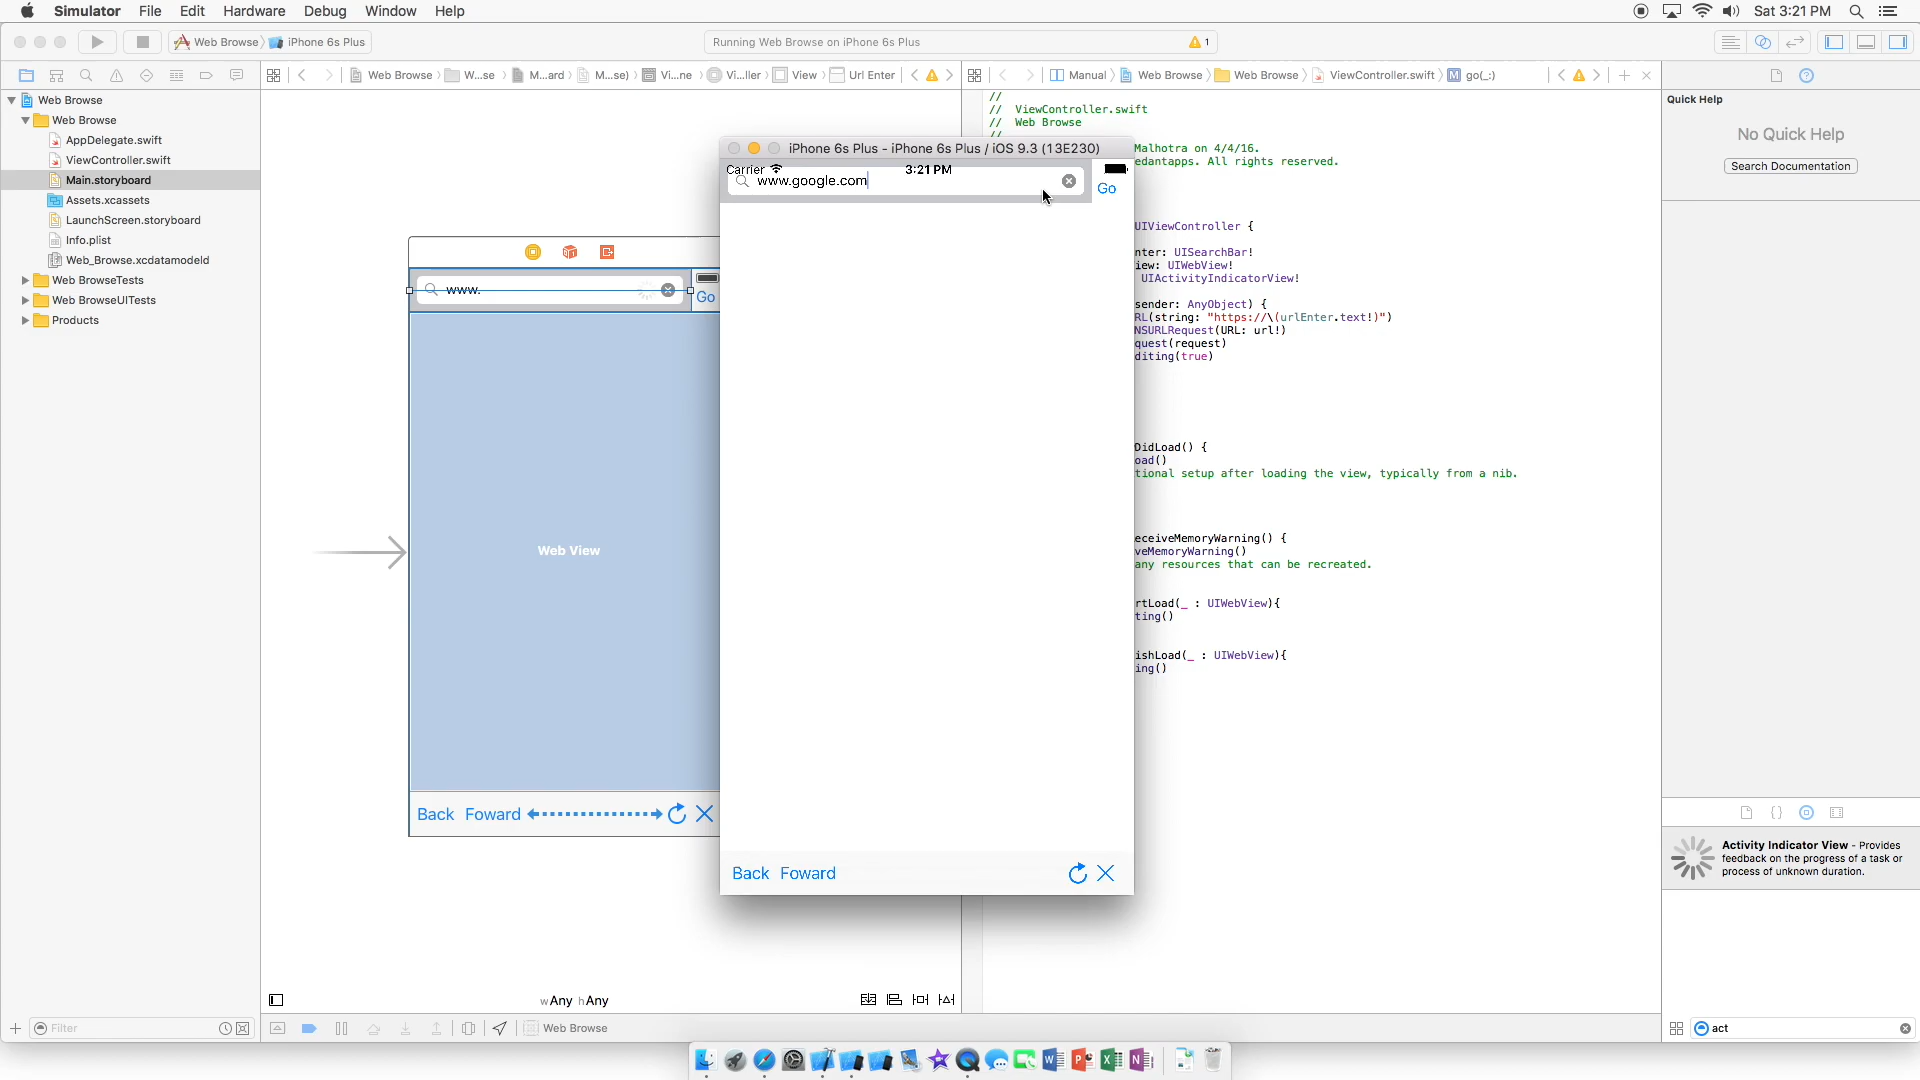 Simulator File Edit Hardware Debug Window Help
Sat 3:21 PM
Web Browse iPhone 6s Plus
Running Web Browse on iPhone 6s Plus
1
Web Browse W...se M...ard M...se) Vi...ne Vi...ller View Url Enter
Manual Web Browse Web Browse ViewController.swift M go(_:)
Web Browse
Web Browse
AppDelegate.swift
ViewController.swift
Main.storyboard
Assets.xcassets
LaunchScreen.storyboard
Info.plist
Web_Browse.xcdatamodeld
Web BrowseTests
Web BrowseUITests
Products
www.
Go
Web View
Back Foward
wAny hAny
iPhone 6s Plus - iPhone 6s Plus / iOS 9.3 (13E230)
Carrier 3:21 PM
www.google.com
Go
Back Foward
//
// ViewController.swift
// Web Browse
//
Malhotra on 4/4/16.
edantapps. All rights reserved.
UIViewController {
nter: UISearchBar!
iew: UIWebView!
UIActivityIndicatorView!
sender: AnyObject) {
RL(string: "https://\(urlEnter.text!)")
NSURLRequest(URL: url!)
quest(request)
diting(true)
DidLoad() {
oad()
tional setup after loading the view, typically from a nib.
eceiveMemoryWarning() {
veMemoryWarning()
any resources that can be recreated.
rtLoad(_ : UIWebView){
ting()
ishLoad(_ : UIWebView){
ing()
Quick Help
No Quick Help
Search Documentation
Activity Indicator View - Provides
feedback on the progress of a task or
process of unknown duration.
Filter
Web Browse
act